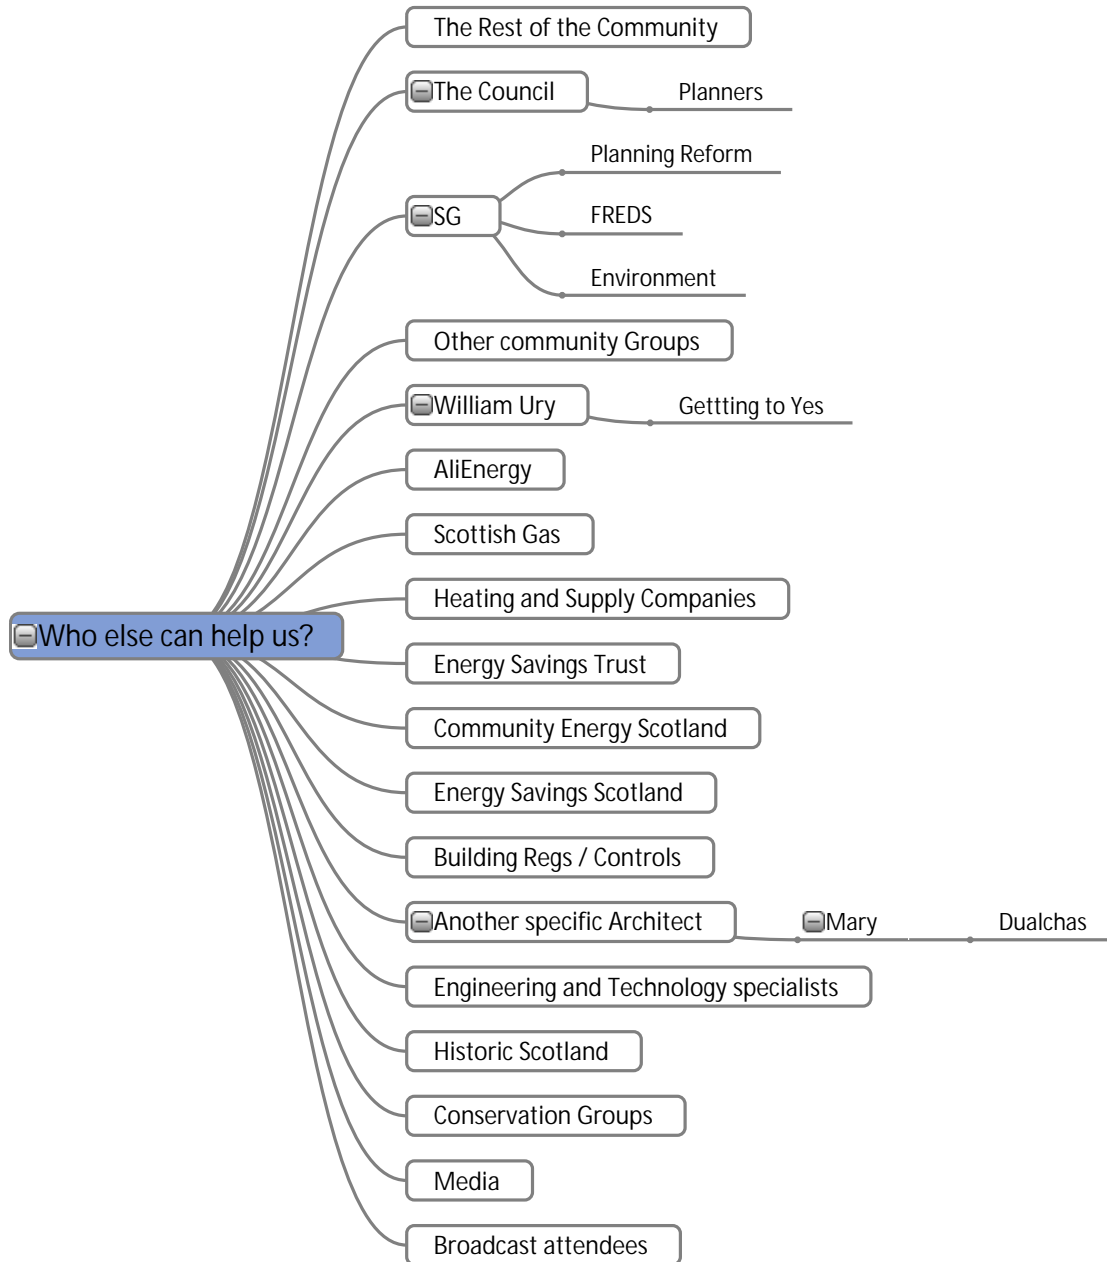 The Rest of the Community
The Council
Planners
Planning Reform
SG
FREDS
Environment
Other community Groups
William Ury
Gettting to Yes
AliEnergy
Scottish Gas
Heating and Supply Companies
Who else can help us?
Energy Savings Trust
Community Energy Scotland
Energy Savings Scotland
Building Regs / Controls
Another specific Architect
Mary
Dualchas
Engineering and Technology specialists
Historic Scotland
Conservation Groups
Media
Broadcast attendees